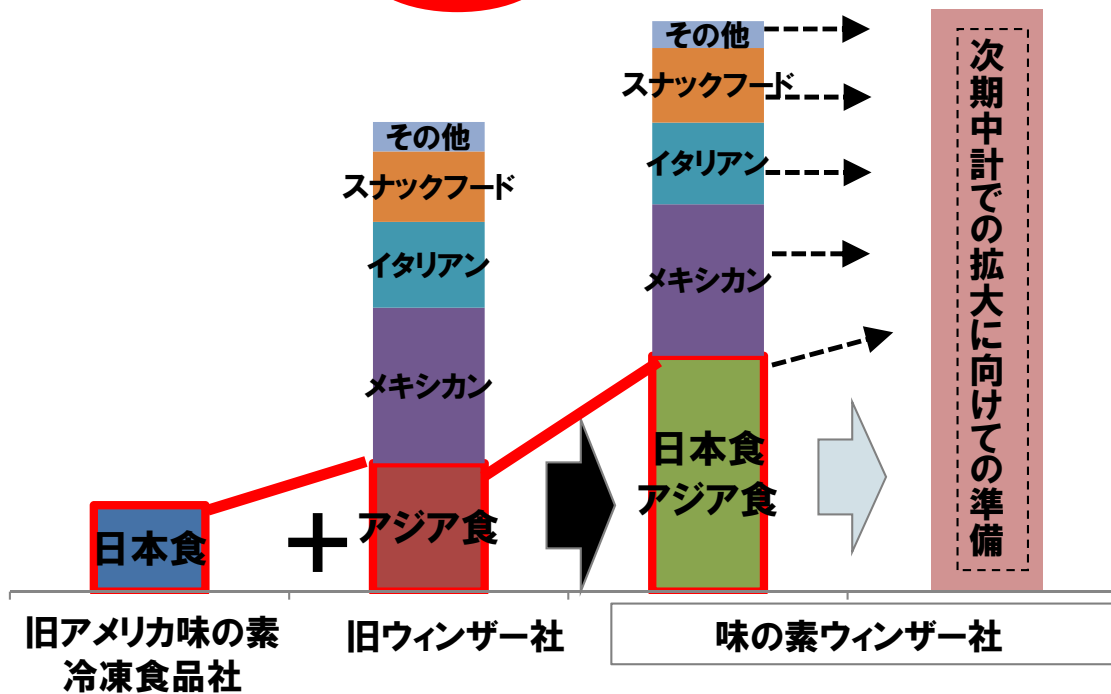 日本食
旧アメリカ味の素
冷凍食品社
＋
その他
スナックフード
イタリアン
メキシカン
アジア食
旧ウィンザー社
その他
スナックフード
イタリアン
メキシカン
日本食
アジア食
味の素ウィンザー社
次期中計での拡大に向けての準備